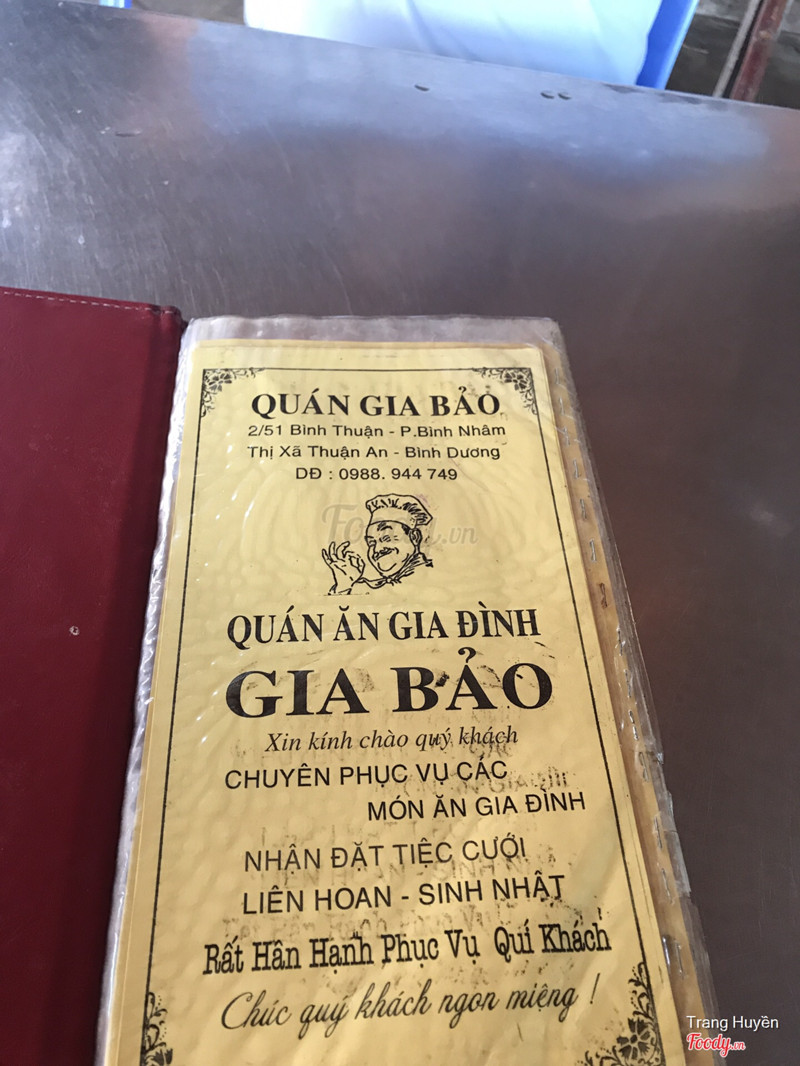 QUÁN GIA BẢO
2/51 Bình Thuận - P.Bình Nhâm
Thị Xã Thuận An - Bình Dương
DĐ : 0988. 944 749
Foody.vn
QUÁN ĂN GIA ĐÌNH
GIA BẢO
Xin kính chào quý khách
CHUYÊN PHỤC VỤ CÁC
MÓN ĂN GIA ĐÌNH
NHẬN ĐẶT TIỆC CƯỚI
LIÊN HOAN - SINH NHẬT
Rất Hân Hạnh Phục Vụ Quí Khách
Chúc quý khách ngon miệng !
Trang Huyền
Foody.vn